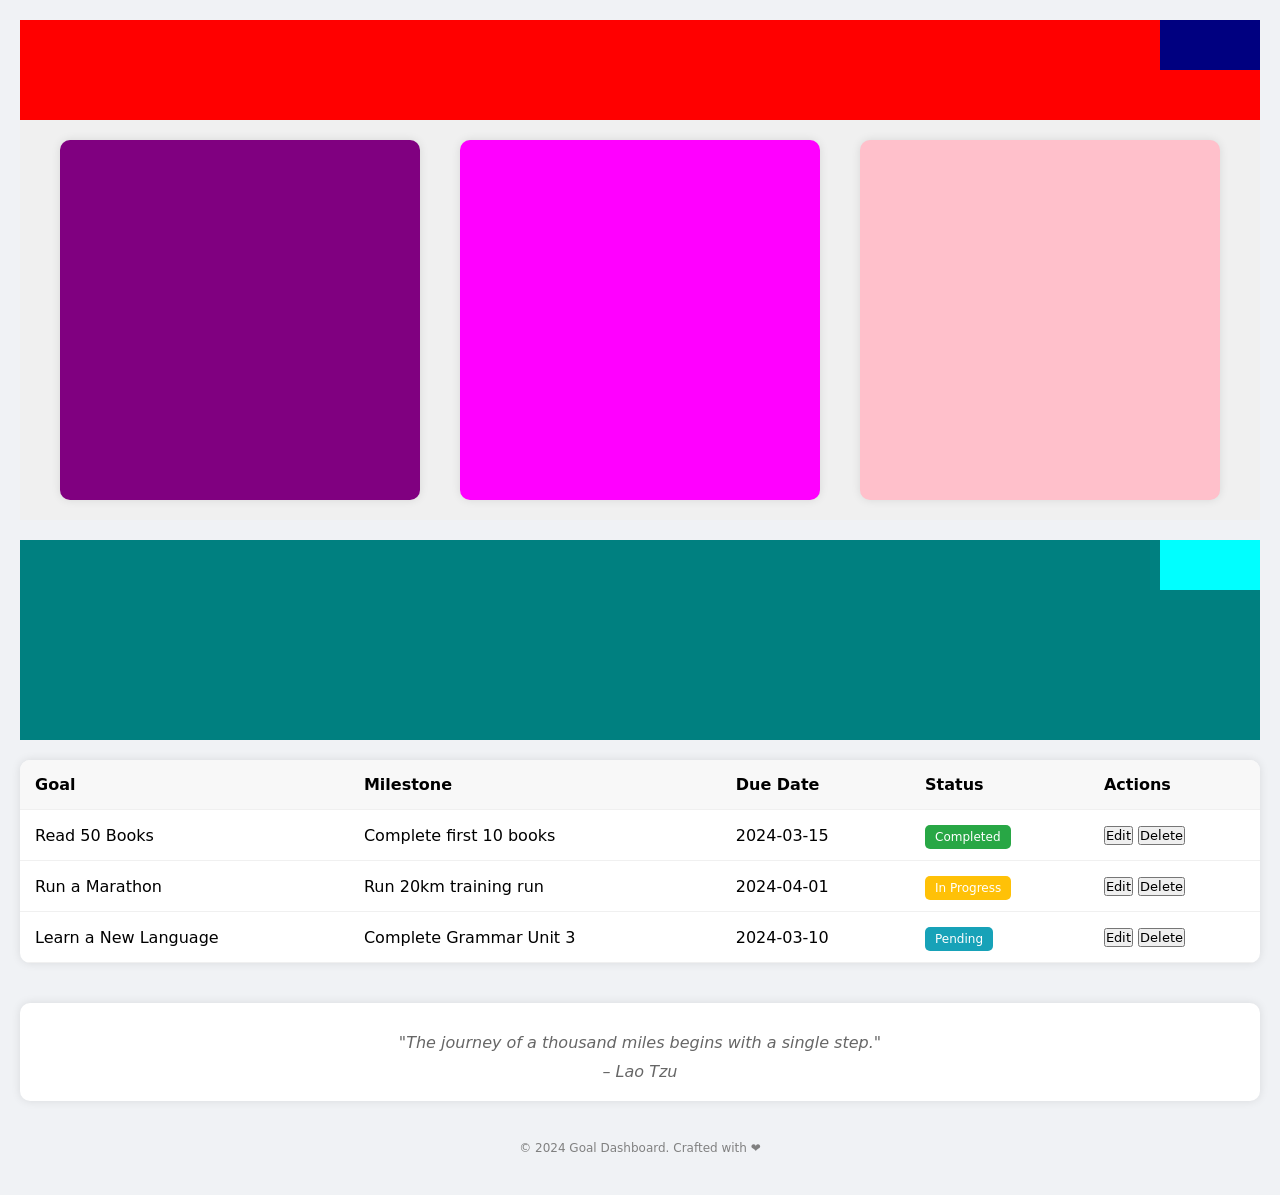 Goal Milestone Due Date Status Actions
Read 50 Books Complete first 10 books 2024-03-15 Completed Edit Delete
Run a Marathon Run 20km training run 2024-04-01 In Progress Edit Delete
Learn a New Language Complete Grammar Unit 3 2024-03-10 Pending Edit Delete
"The journey of a thousand miles begins with a single step."
– Lao Tzu
© 2024 Goal Dashboard. Crafted with ❤